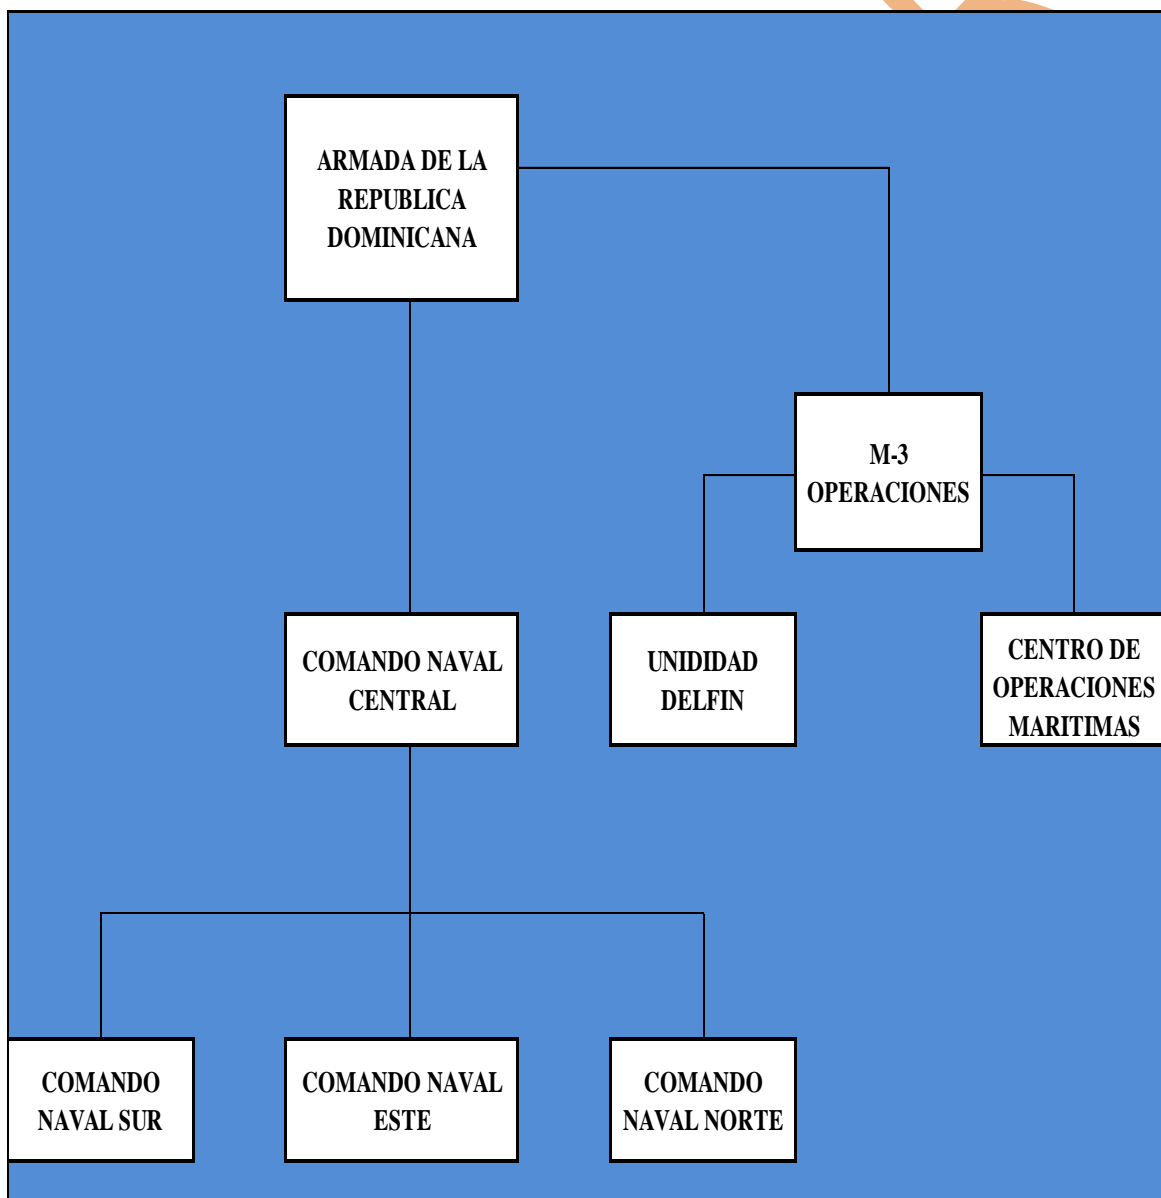 ARMADA DE LA
REPUBLICA
DOMINICANA
M-3
OPERACIONES
COMANDO NAVAL
CENTRAL
UNIDIDAD
DELFIN
CENTRO DE
OPERACIONES
MARITIMAS
COMANDO
NAVAL SUR
COMANDO NAVAL
ESTE
COMANDO
NAVAL NORTE